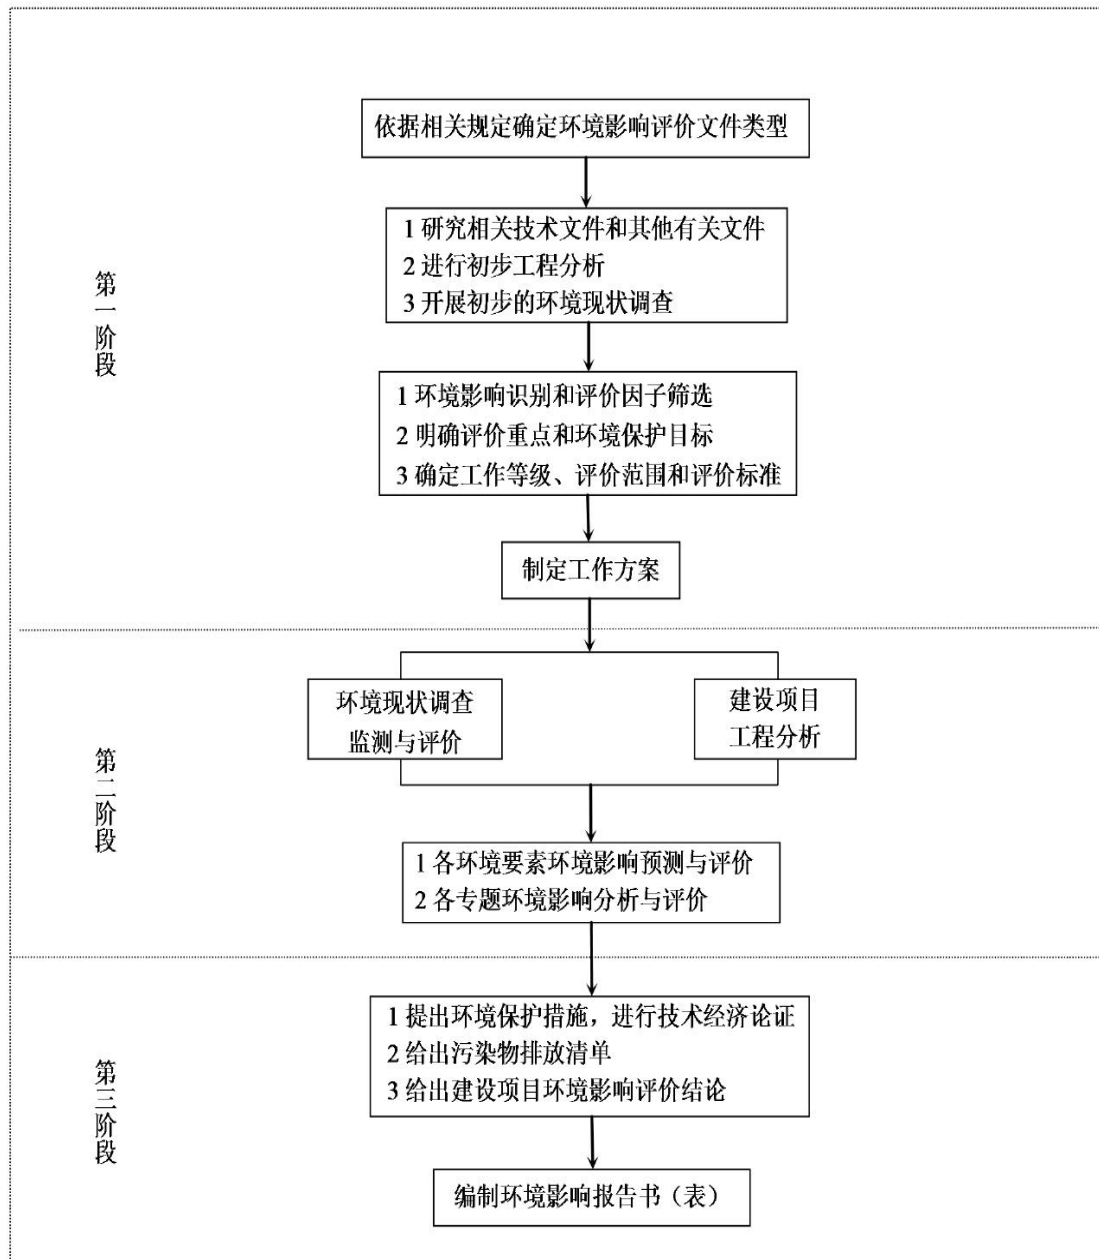 依据相关规定确定环境影响评价文件类型
第一阶段
1 研究相关技术文件和其他有关文件
2 进行初步工程分析
3 开展初步的环境现状调查
1 环境影响识别和评价因子筛选
2 明确评价重点和环境保护目标
3 确定工作等级、评价范围和评价标准
制定工作方案
第二阶段
环境现状调查
监测与评价
建设项目
工程分析
1 各环境要素环境影响预测与评价
2 各专题环境影响分析与评价
第三阶段
1 提出环境保护措施，进行技术经济论证
2 给出污染物排放清单
3 给出建设项目环境影响评价结论
编制环境影响报告书（表）